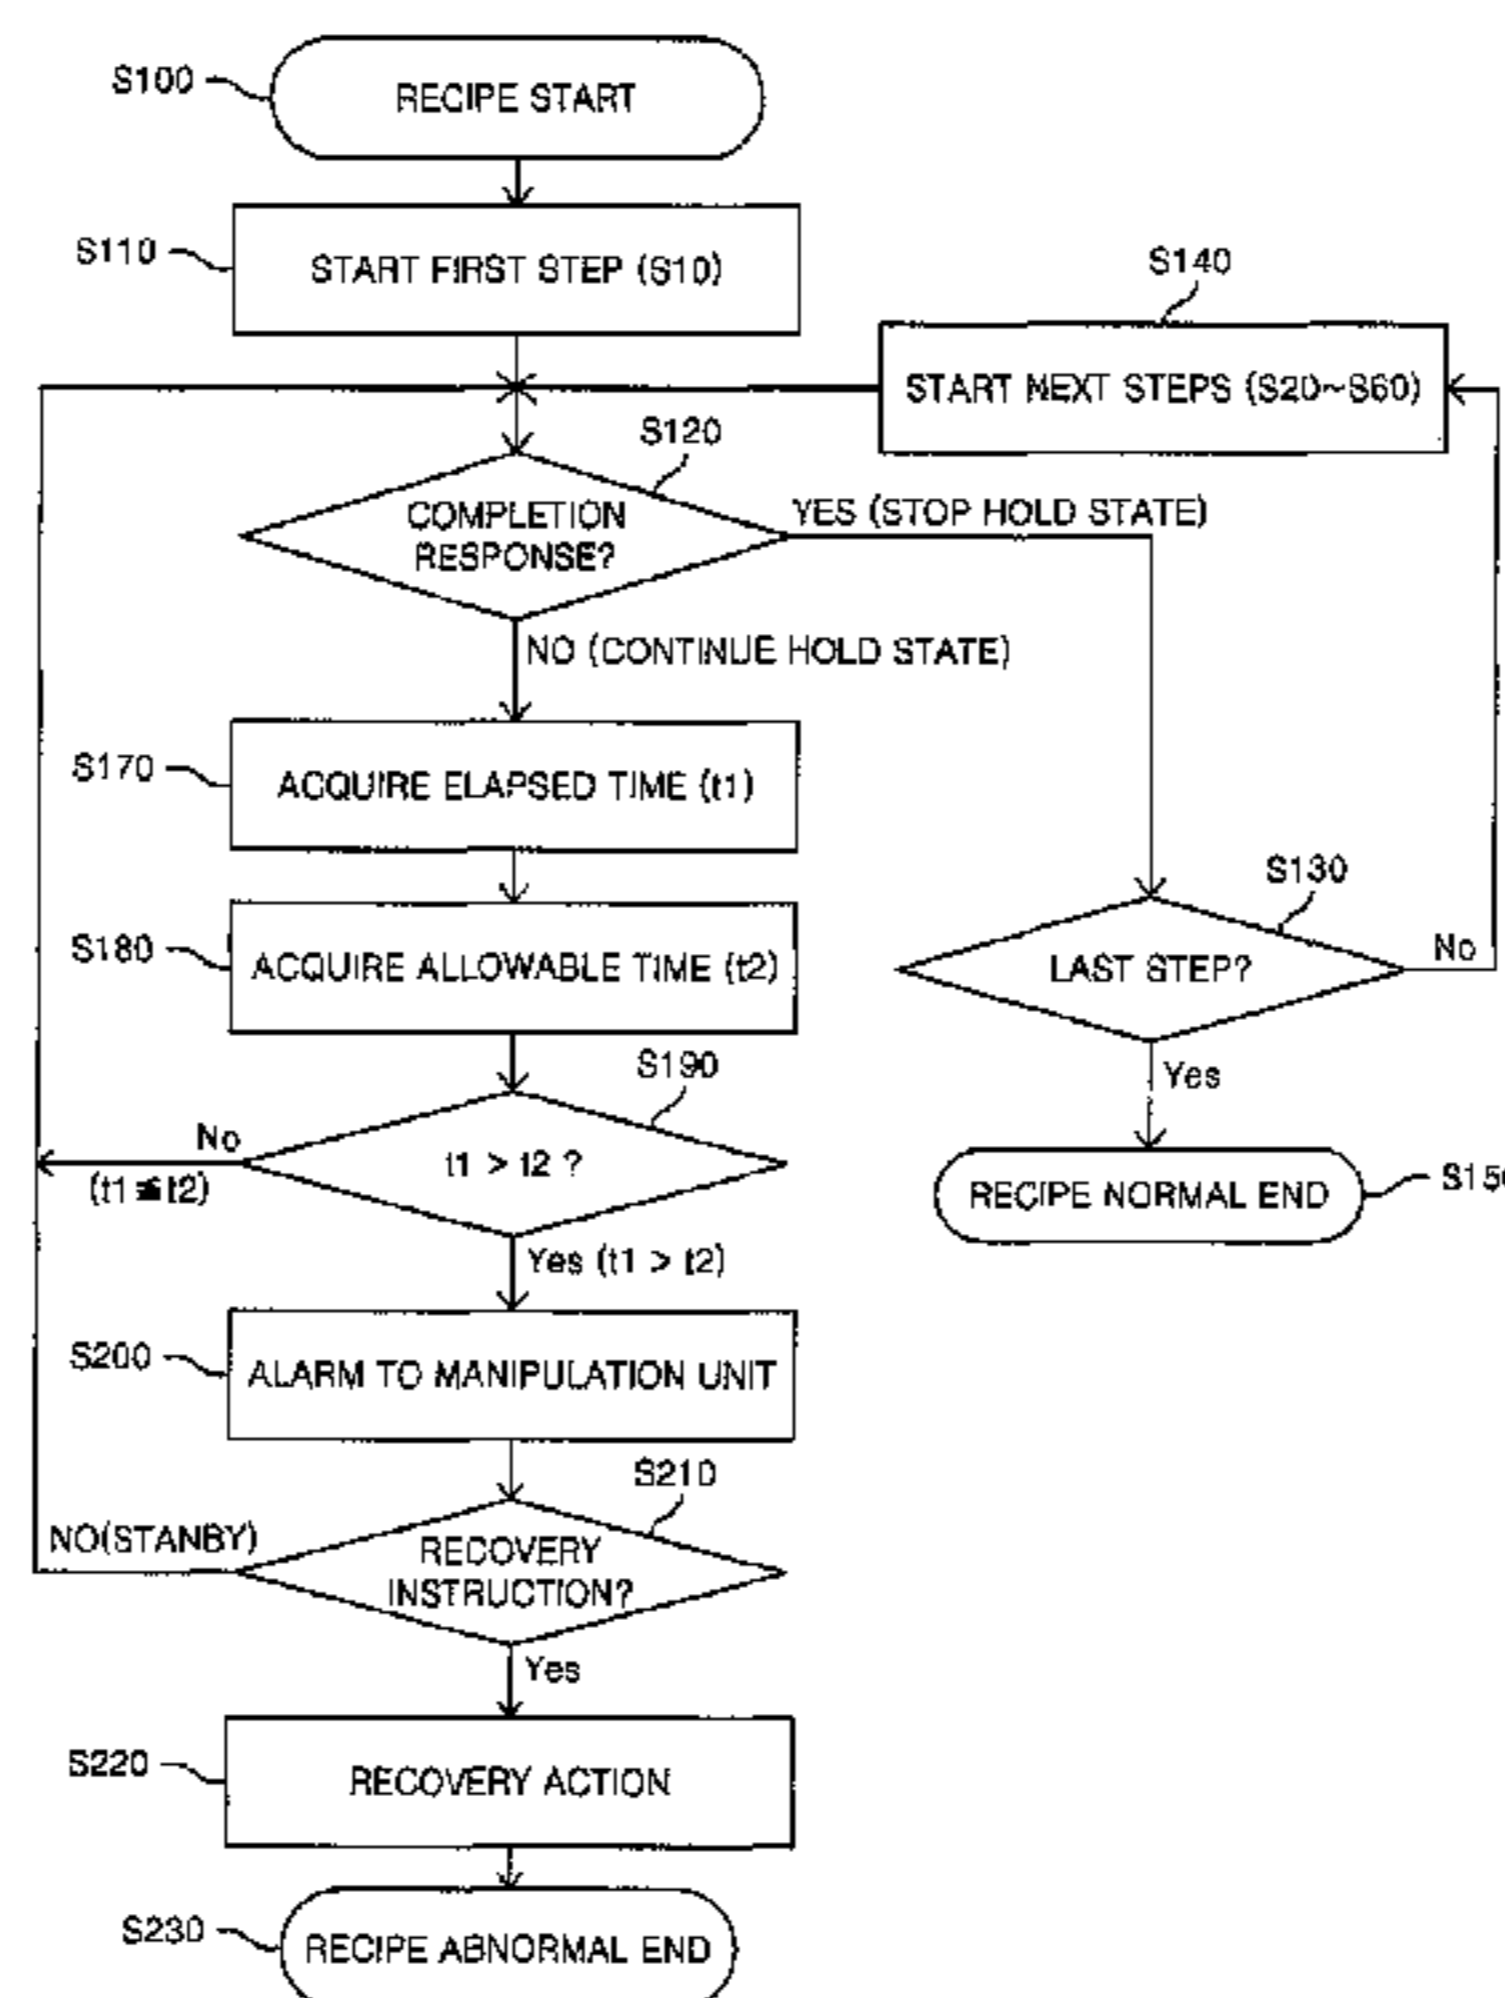 S100
RECIPE START
S110
START FIRST STEP (S10)
S140
START NEXT STEPS (S20~S60)
S120
COMPLETION
RESPONSE?
YES (STOP HOLD STATE)
NO (CONTINUE HOLD STATE)
S170
ACQUIRE ELAPSED TIME (t1)
S130
LAST STEP?
No
S180
ACQUIRE ALLOWABLE TIME (t2)
Yes
S190
No
t1 > t2 ?
(t1≦t2)
RECIPE NORMAL END
S150
Yes (t1 > t2)
S200
ALARM TO MANIPULATION UNIT
S210
NO(STANBY)
RECOVERY
INSTRUCTION?
Yes
S220
RECOVERY ACTION
S230
RECIPE ABNORMAL END